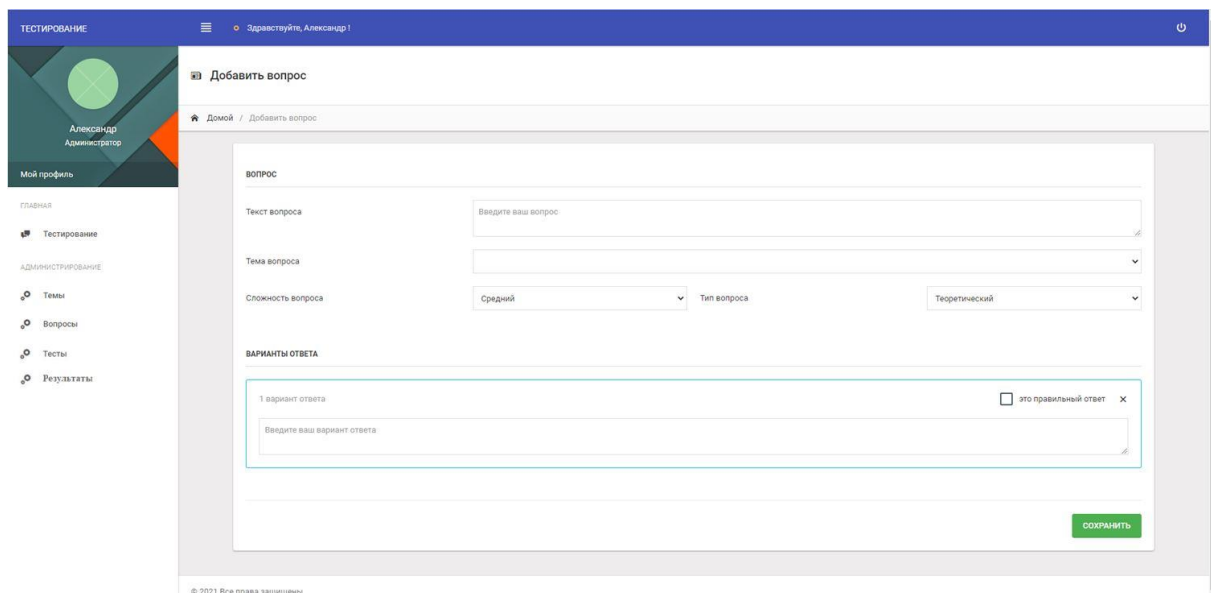 ТЕСТИРОВАНИЕ
Здравствуйте, Александр !
Александр
Администратор
Мой профиль
ГЛАВНАЯ
Тестирование
АДМИНИСТРИРОВАНИЕ
Темы
Вопросы
Тесты
Результаты
Добавить вопрос
Домой / Добавить вопрос
ВОПРОС
Текст вопроса
Введите ваш вопрос
Тема вопроса
Сложность вопроса
Средний
Тип вопроса
Теоретический
ВАРИАНТЫ ОТВЕТА
1 вариант ответа
это правильный ответ
Введите ваш вариант ответа
СОХРАНИТЬ
© 2021 Все права защищены